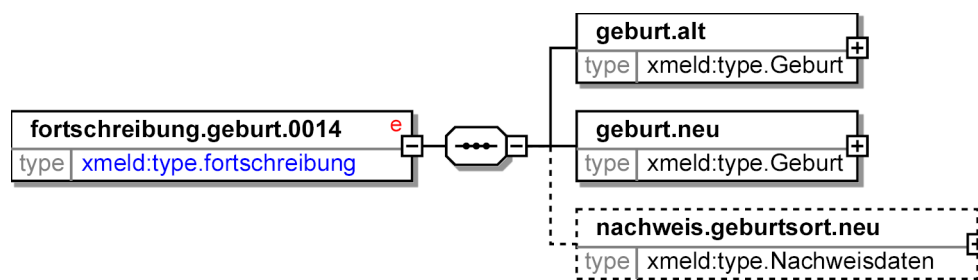 geburt.alt
type xmeld:type.Geburt
fortschreibung.geburt.0014 e
type xmeld:type.fortschreibung
geburt.neu
type xmeld:type.Geburt
nachweis.geburtsort.neu
type xmeld:type.Nachweisdaten